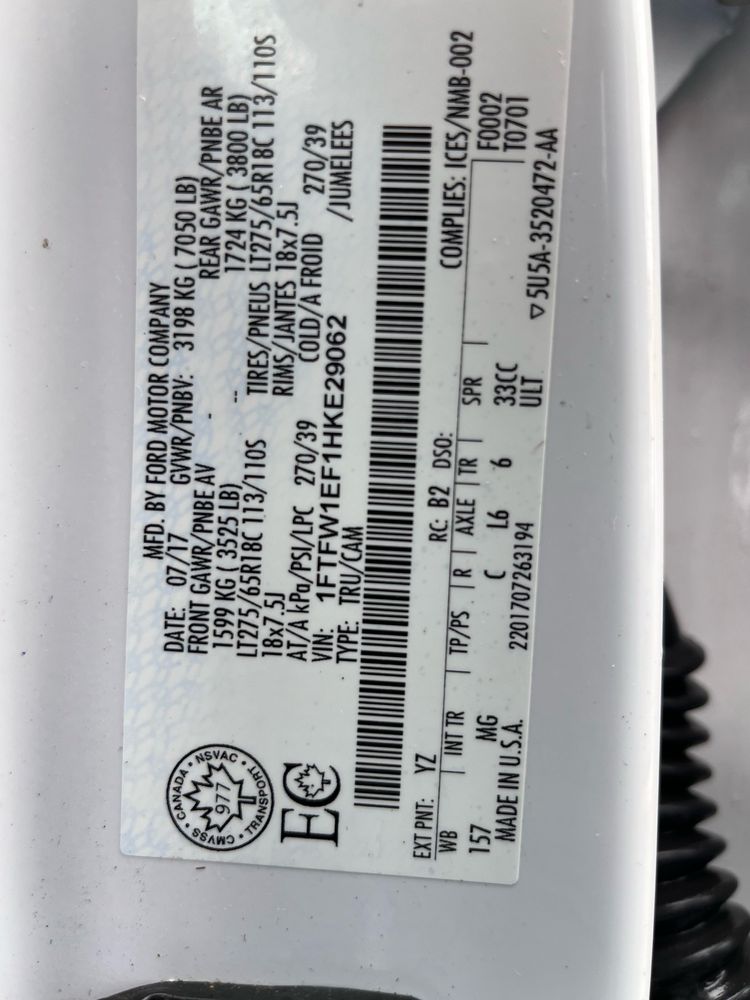 MFD. BY FORD MOTOR COMPANY
DATE: 07/17 GVWR/PNBV: 3198 KG ( 7050 LB)
FRONT GAWR/PNBE AV REAR GAWR/PNBE AR
1599 KG ( 3525 LB) 1724 KG ( 3800 LB)
LT275/65R18C 113/110S TIRES/PNEUS LT275/65R18C 113/110S
18x7.5J RIMS/JANTES 18x7.5J
AT/A kPa/PSI/LPC 270/39 COLD/A FROID 270/39
VIN: 1FTFW1EF1HKE29062 /JUMELEES
TYPE: TRU/CAM
CANADA • NSVAC • TRANSPORT • CMVSS •
977
EC
COMPLIES: ICES/NMB-002
EXT PNT: YZ RC: B2 DSO: F0002
WB INT TR TP/PS R AXLE TR SPR T0701
157 MG C L6 6 33CC
ULT
MADE IN U.S.A. 2201707263194 ▽ 5U5A-3520472-AA